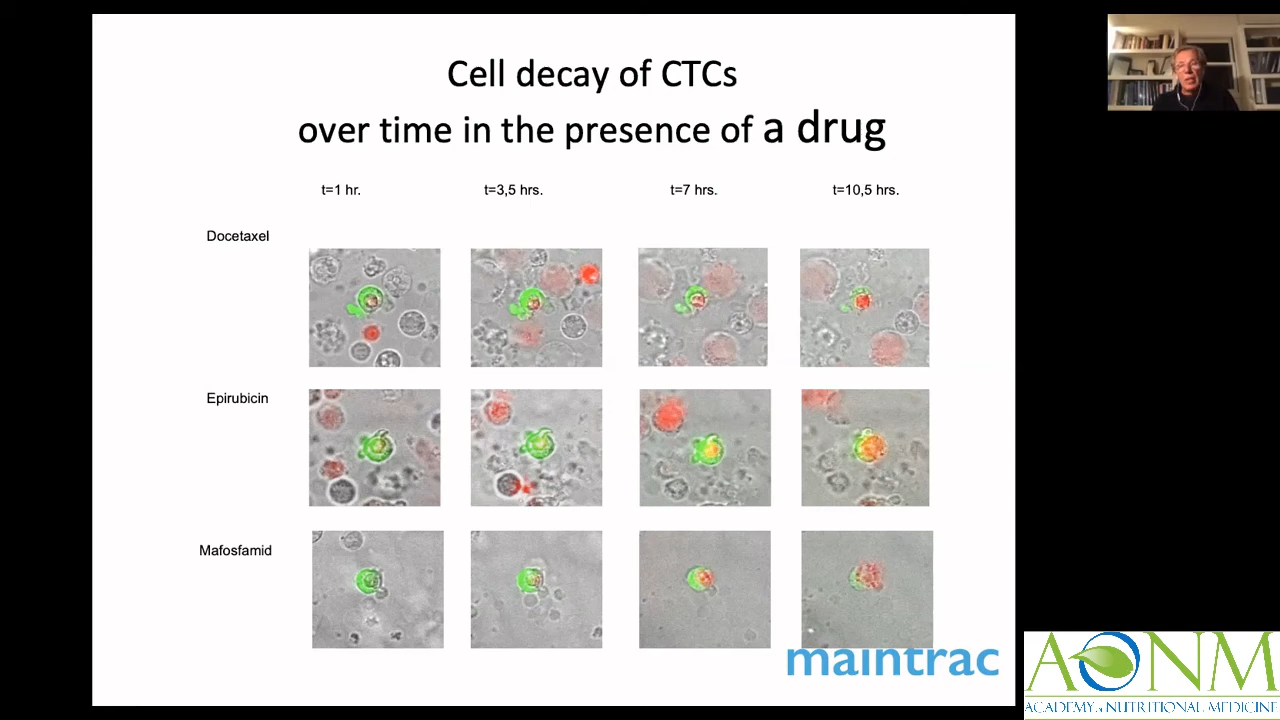 Cell decay of CTCs
over time in the presence of a drug
t=1 hr.
t=3,5 hrs.
t=7 hrs.
t=10,5 hrs.
Docetaxel
Epirubicin
Mafosfamid
maintrac
AONM
ACADEMY of NUTRITIONAL MEDICINE